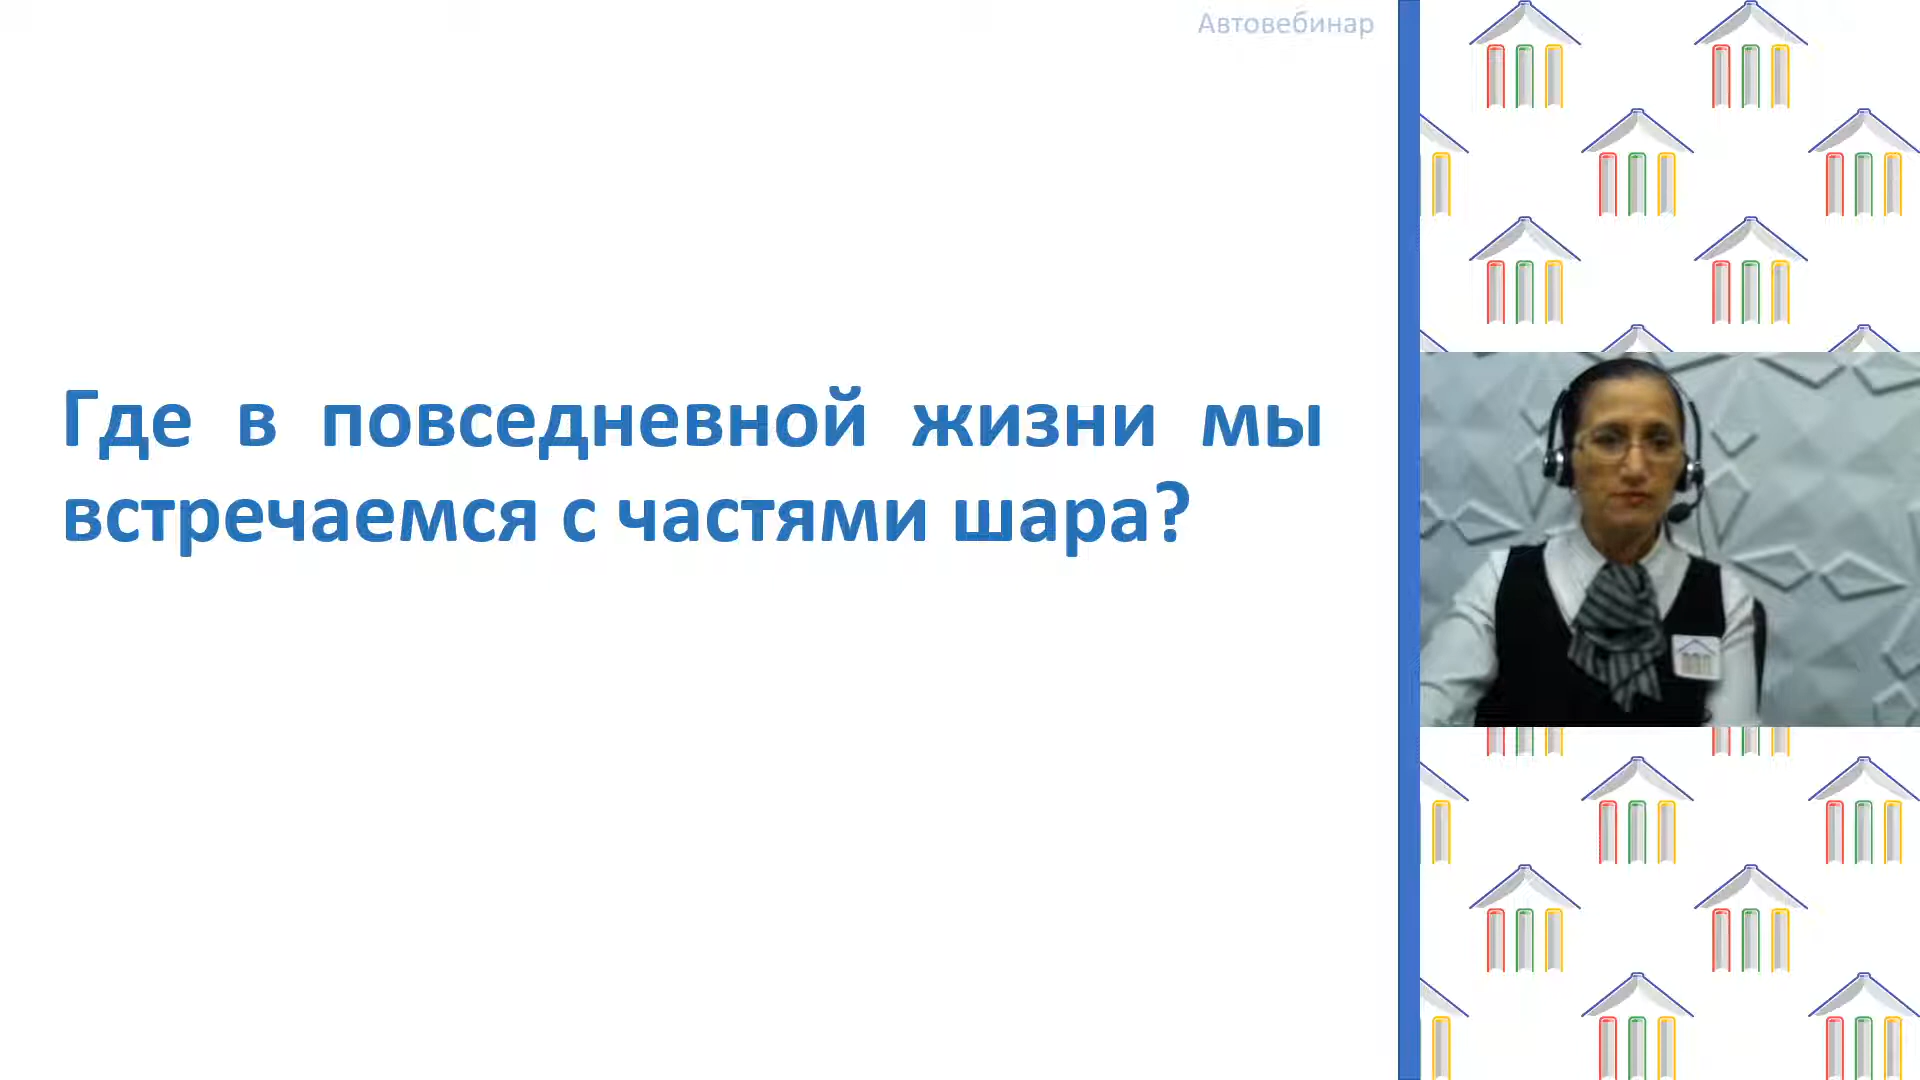 Автовебинар
Где в повседневной жизни мы
встречаемся с частями шара?